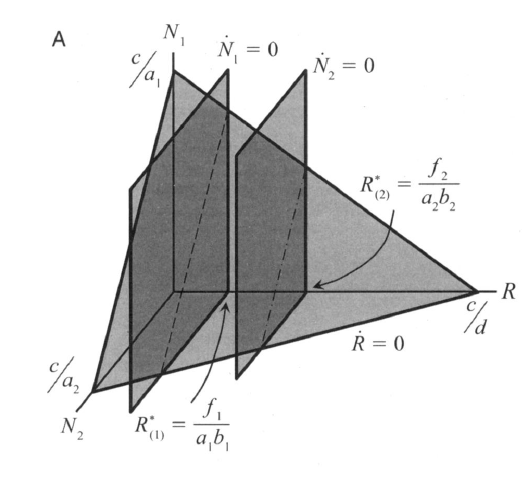 A
N₁
c/a₁
Ṅ₁ = 0
Ṅ₂ = 0
R*₍₂₎ = f₂/a₂b₂
R
c/d
Ṙ = 0
c/a₂
N₂
R*₍₁₎ = f₁/a₁b₁